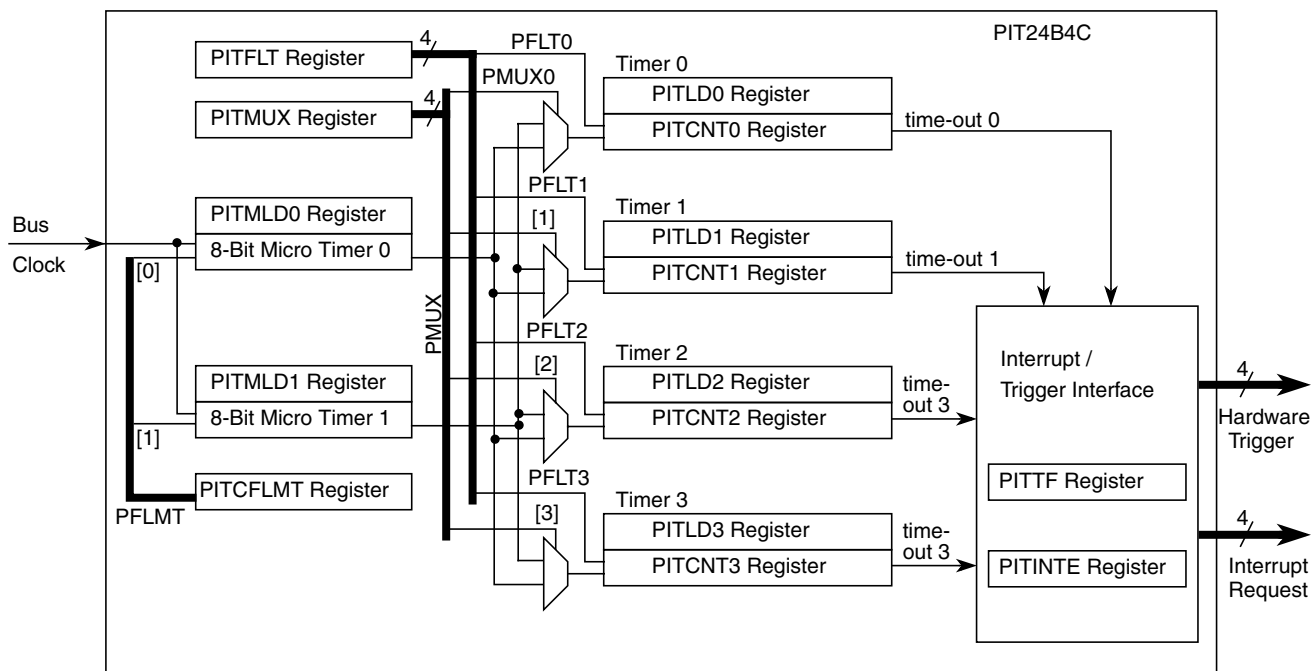 PIT24B4C
4
PFLT0
PITFLT Register
Timer 0
PMUX0
PITLD0 Register
4
PITMUX Register
PITCNT0 Register
time-out 0
PFLT1
Timer 1
PITMLD0 Register
[1]
PITLD1 Register
Bus
8-Bit Micro Timer 0
PITCNT1 Register
time-out 1
Clock
[0]
PMUX
PFLT2
Timer 2
Interrupt /
Trigger Interface
PITMLD1 Register
[2]
PITLD2 Register
time-
out 3
4
8-Bit Micro Timer 1
PITCNT2 Register
Hardware
Trigger
[1]
PFLT3
PITCFLMT Register
Timer 3
PITTF Register
PFLMT
[3]
PITLD3 Register
time-
out 3
4
PITCNT3 Register
PITINTE Register
Interrupt
Request